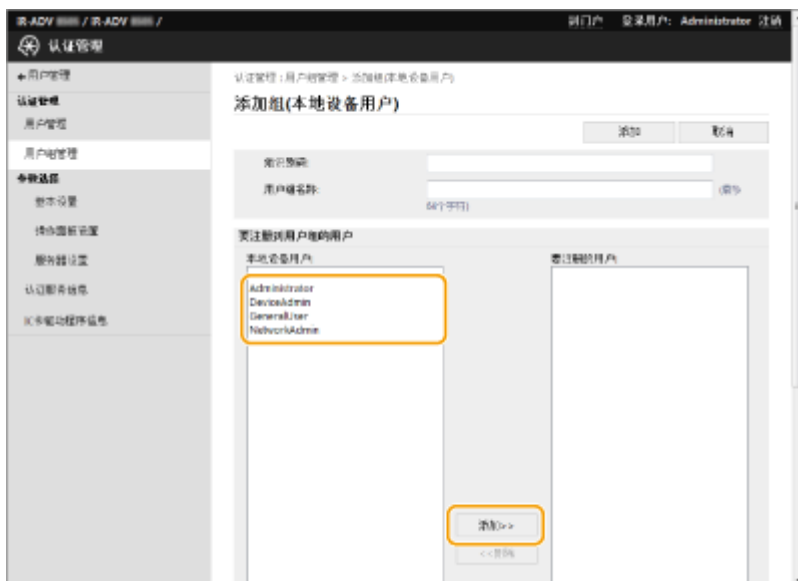 iR-ADV / iR-ADV /
到门户 登录用户: Administrator 注销
认证管理
用户管理
认证管理 : 用户组管理 > 添加组(本地设备用户)
认证管理
添加组(本地设备用户)
用户管理
添加 取消
用户组管理
用户组名称:
参数选择
64个字符)
基本设置
要注册到用户组的用户
操作面板设置
本地设备用户: 要注册的用户:
服务器设置
Administrator
认证服务信息
DeviceAdmin
GeneralUser
IC卡驱动程序信息
NetworkAdmin
添加>>
<<删除